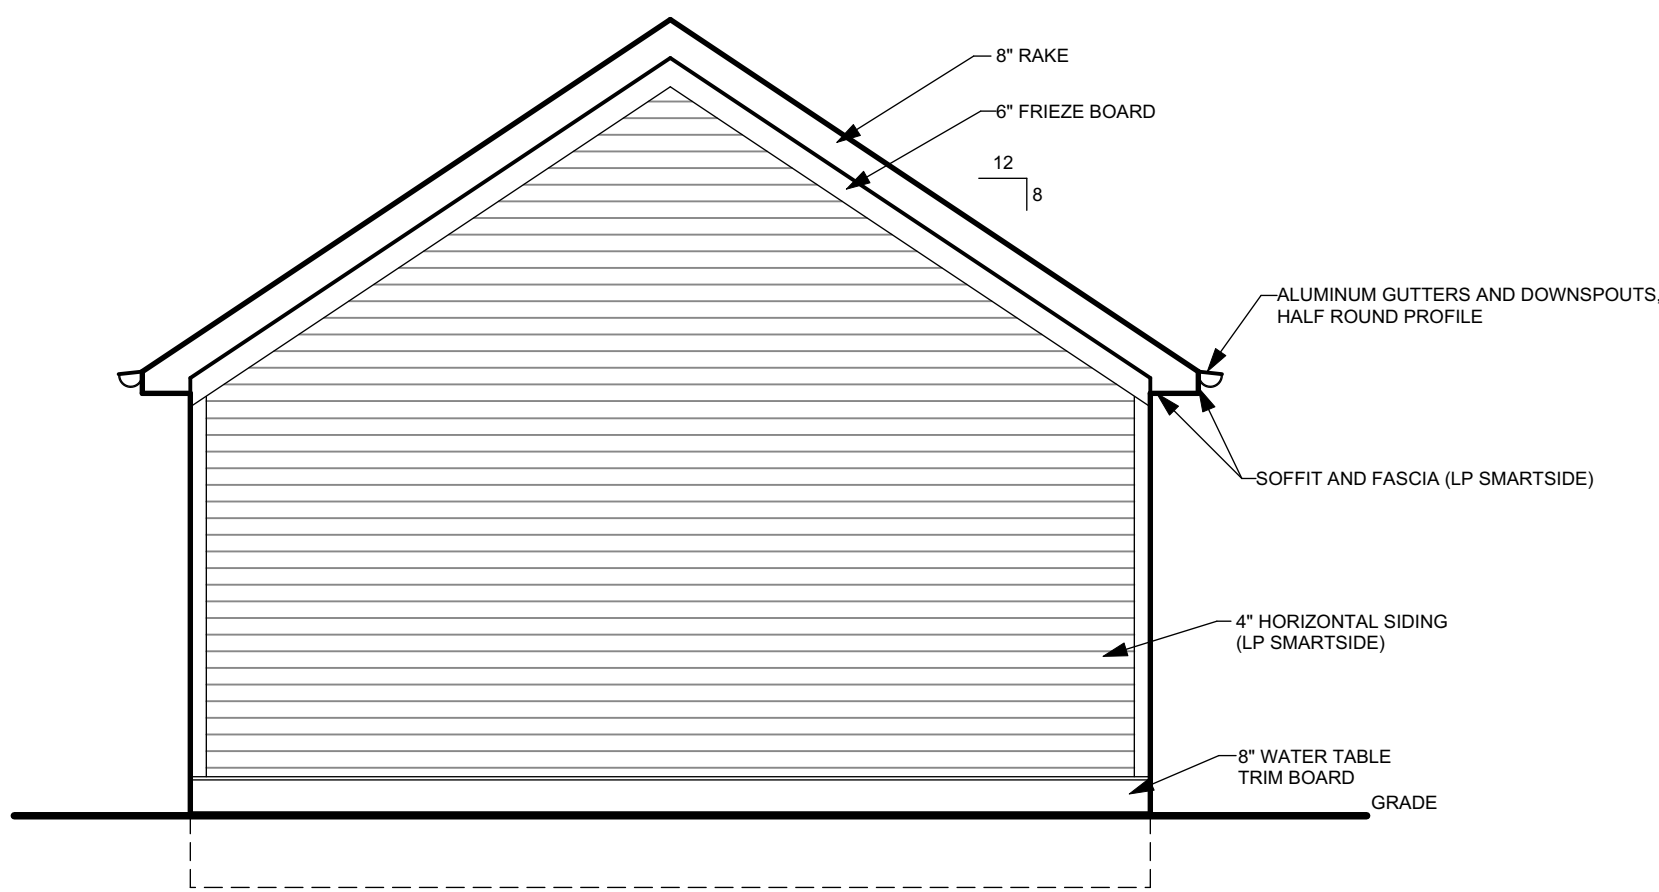 8" RAKE
6" FRIEZE BOARD
12
8
ALUMINUM GUTTERS AND DOWNSPOUTS,
HALF ROUND PROFILE
SOFFIT AND FASCIA (LP SMARTSIDE)
4" HORIZONTAL SIDING
(LP SMARTSIDE)
8" WATER TABLE
TRIM BOARD
GRADE